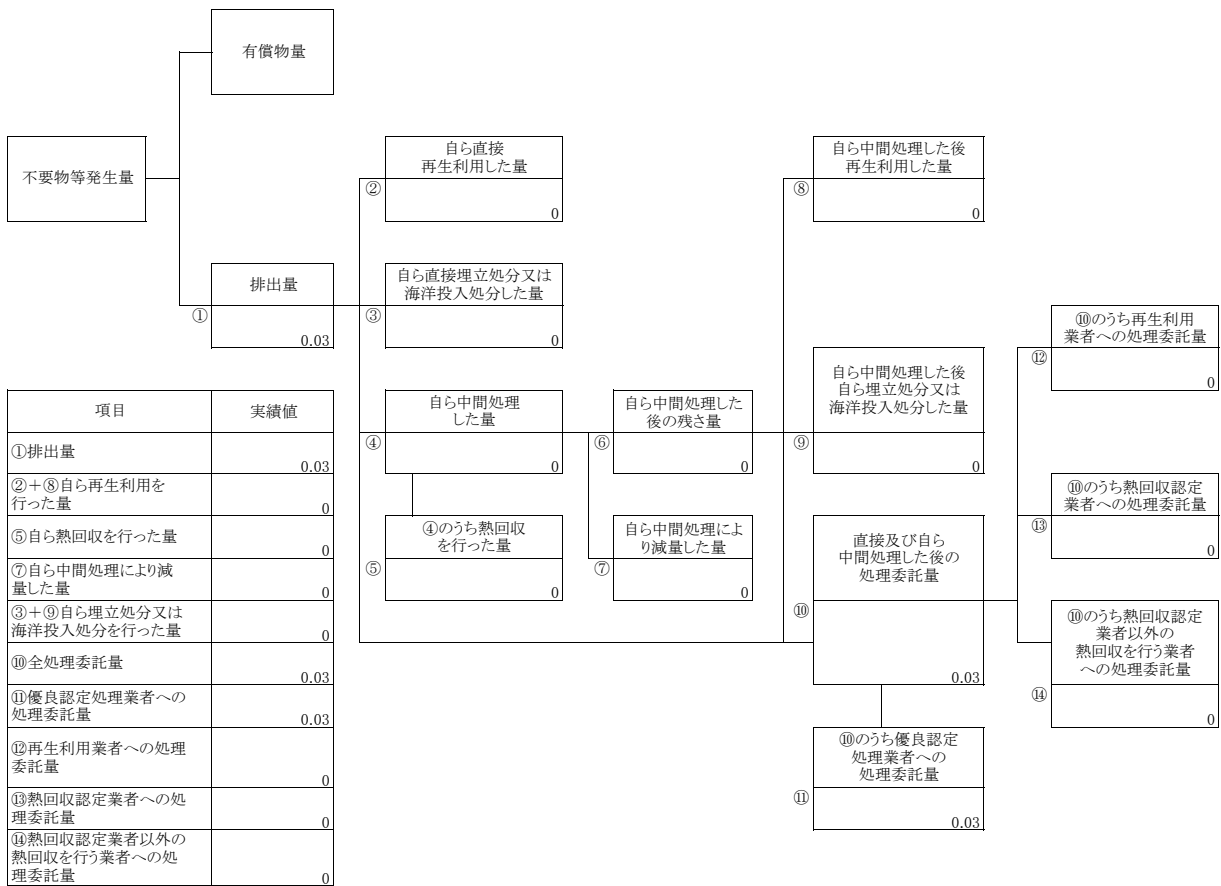 有償物量
不要物等発生量
排出量
①
0.03
自ら直接
再生利用した量
②
0
自ら直接埋立処分又は
海洋投入処分した量
③
0
自ら中間処理
した量
④
0
④のうち熱回収
を行った量
⑤
0
自ら中間処理した
後の残さ量
⑥
0
自ら中間処理によ
り減量した量
⑦
0
自ら中間処理した後
再生利用した量
⑧
0
自ら中間処理した後
自ら埋立処分又は
海洋投入処分した量
⑨
0
直接及び自ら
中間処理した後の
処理委託量
⑩
0.03
⑩のうち優良認定
処理業者への
処理委託量
⑪
0.03
⑩のうち再生利用
業者への処理委託量
⑫
0
⑩のうち熱回収認定
業者への処理委託量
⑬
0
⑩のうち熱回収認定
業者以外の
熱回収を行う業者
への処理委託量
⑭
0
項目 実績値
①排出量
0.03
②+⑧自ら再生利用を
行った量
0
⑤自ら熱回収を行った量
0
⑦自ら中間処理により減
量した量
0
③+⑨自ら埋立処分又は
海洋投入処分を行った量
0
⑩全処理委託量
0.03
⑪優良認定処理業者への
処理委託量
0.03
⑫再生利用業者への処理
委託量
0
⑬熱回収認定業者への処
理委託量
0
⑭熱回収認定業者以外の
熱回収を行う業者への処
理委託量
0